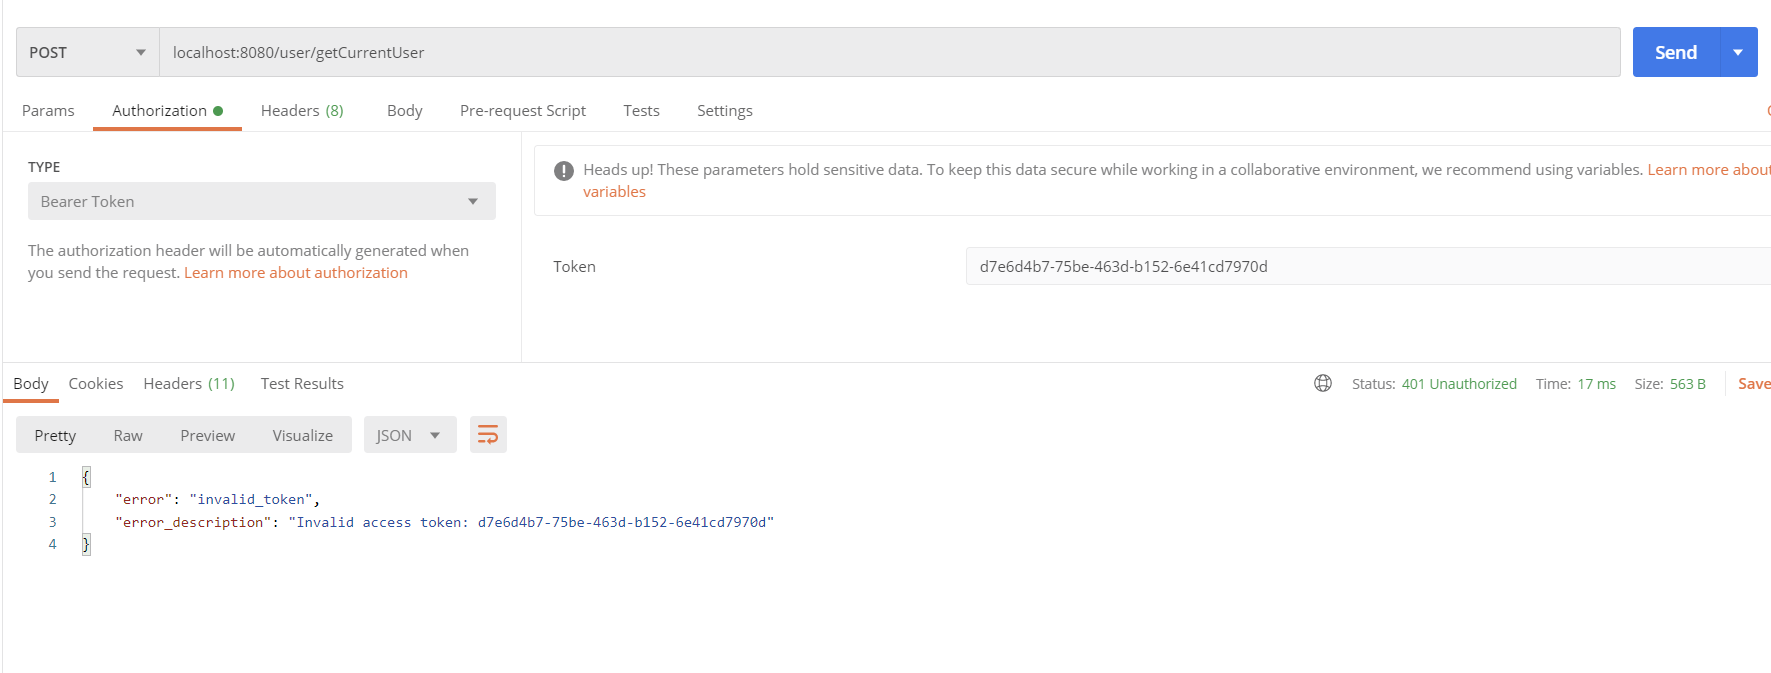 POST localhost:8080/user/getCurrentUser Send
Params Authorization Headers (8) Body Pre-request Script Tests Settings
TYPE
Bearer Token
The authorization header will be automatically generated when
you send the request. Learn more about authorization
Heads up! These parameters hold sensitive data. To keep this data secure while working in a collaborative environment, we recommend using variables. Learn more about
variables
Token d7e6d4b7-75be-463d-b152-6e41cd7970d
Body Cookies Headers (11) Test Results Status: 401 Unauthorized Time: 17 ms Size: 563 B Save
Pretty Raw Preview Visualize JSON
1 {
2 "error": "invalid_token",
3 "error_description": "Invalid access token: d7e6d4b7-75be-463d-b152-6e41cd7970d"
4 }